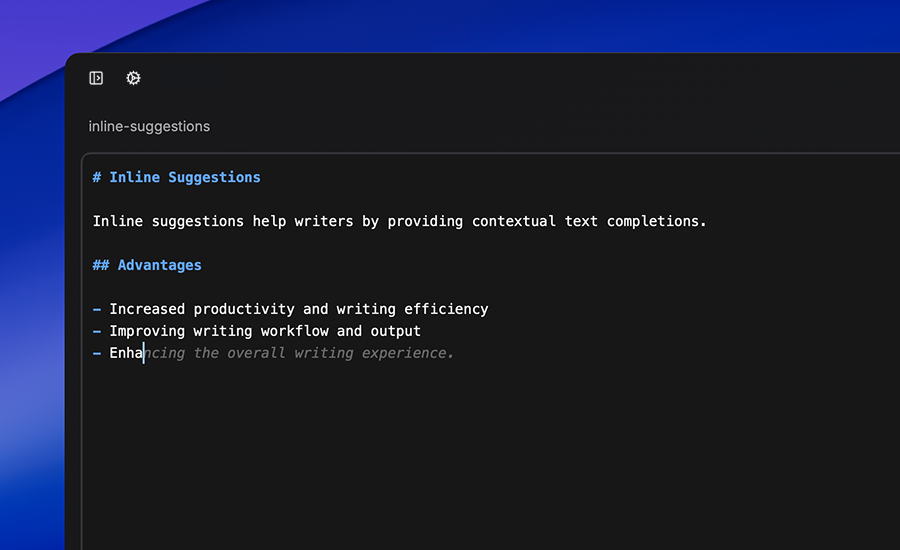 inline-suggestions
# Inline Suggestions
Inline suggestions help writers by providing contextual text completions.
## Advantages
- Increased productivity and writing efficiency
- Improving writing workflow and output
- Enhancing the overall writing experience.